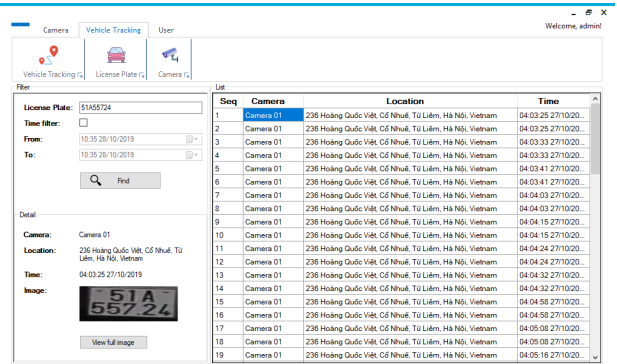 Welcome, admin!
Camera Vehicle Tracking User
Vehicle Tracking License Plate Camera
Filter
License Plate: 51A55724
Time filter:
From: 10:35 28/10/2019
To: 10:35 28/10/2019
Find
Detail
Camera: Camera 01
Location: 236 Hoàng Quốc Việt, Cổ Nhuế, Từ
Liêm, Hà Nội, Vietnam
Time: 04:03:25 27/10/2019
Image:
51A
557.24
View full image
List
Seq Camera Location Time
1 Camera 01 236 Hoàng Quốc Việt, Cổ Nhuế, Từ Liêm, Hà Nội, Vietnam 04:03:25 27/10/20...
2 Camera 01 236 Hoàng Quốc Việt, Cổ Nhuế, Từ Liêm, Hà Nội, Vietnam 04:03:25 27/10/20...
3 Camera 01 236 Hoàng Quốc Việt, Cổ Nhuế, Từ Liêm, Hà Nội, Vietnam 04:03:33 27/10/20...
4 Camera 01 236 Hoàng Quốc Việt, Cổ Nhuế, Từ Liêm, Hà Nội, Vietnam 04:03:33 27/10/20...
5 Camera 01 236 Hoàng Quốc Việt, Cổ Nhuế, Từ Liêm, Hà Nội, Vietnam 04:03:41 27/10/20...
6 Camera 01 236 Hoàng Quốc Việt, Cổ Nhuế, Từ Liêm, Hà Nội, Vietnam 04:03:41 27/10/20...
7 Camera 01 236 Hoàng Quốc Việt, Cổ Nhuế, Từ Liêm, Hà Nội, Vietnam 04:04:03 27/10/20...
8 Camera 01 236 Hoàng Quốc Việt, Cổ Nhuế, Từ Liêm, Hà Nội, Vietnam 04:04:03 27/10/20...
9 Camera 01 236 Hoàng Quốc Việt, Cổ Nhuế, Từ Liêm, Hà Nội, Vietnam 04:04:15 27/10/20...
10 Camera 01 236 Hoàng Quốc Việt, Cổ Nhuế, Từ Liêm, Hà Nội, Vietnam 04:04:15 27/10/20...
11 Camera 01 236 Hoàng Quốc Việt, Cổ Nhuế, Từ Liêm, Hà Nội, Vietnam 04:04:24 27/10/20...
12 Camera 01 236 Hoàng Quốc Việt, Cổ Nhuế, Từ Liêm, Hà Nội, Vietnam 04:04:24 27/10/20...
13 Camera 01 236 Hoàng Quốc Việt, Cổ Nhuế, Từ Liêm, Hà Nội, Vietnam 04:04:32 27/10/20...
14 Camera 01 236 Hoàng Quốc Việt, Cổ Nhuế, Từ Liêm, Hà Nội, Vietnam 04:04:32 27/10/20...
15 Camera 01 236 Hoàng Quốc Việt, Cổ Nhuế, Từ Liêm, Hà Nội, Vietnam 04:04:58 27/10/20...
16 Camera 01 236 Hoàng Quốc Việt, Cổ Nhuế, Từ Liêm, Hà Nội, Vietnam 04:04:58 27/10/20...
17 Camera 01 236 Hoàng Quốc Việt, Cổ Nhuế, Từ Liêm, Hà Nội, Vietnam 04:05:08 27/10/20...
18 Camera 01 236 Hoàng Quốc Việt, Cổ Nhuế, Từ Liêm, Hà Nội, Vietnam 04:05:08 27/10/20...
19 Camera 01 236 Hoàng Quốc Việt, Cổ Nhuế, Từ Liêm, Hà Nội, Vietnam 04:05:16 27/10/20...